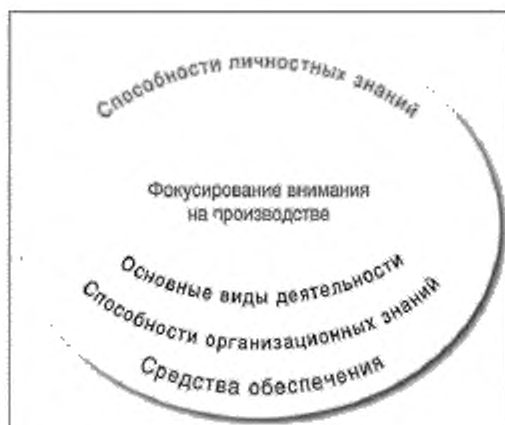 Способности личностных знаний
Фокусирование внимания
на производстве
Основные виды деятельности
Способности организационных знаний
Средства обеспечения